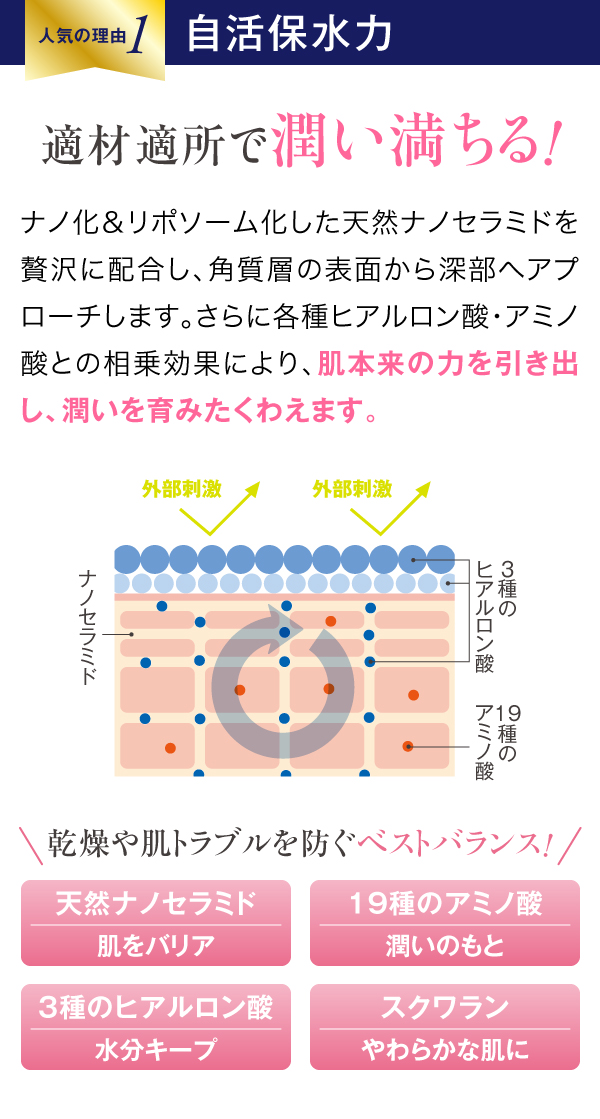 人気の理由1
自活保水力
適材適所で潤い満ちる!
ナノ化&リポソーム化した天然ナノセラミドを
贅沢に配合し、角質層の表面から深部へアプ
ローチします。さらに各種ヒアルロン酸・アミノ
酸との相乗効果により、肌本来の力を引き出
し、潤いを育みたくわえます。
外部刺激
外部刺激
ナノセラミド
3種の
ヒアルロン酸
19種の
アミノ酸
乾燥や肌トラブルを防ぐベストバランス!
天然ナノセラミド
肌をバリア
19種のアミノ酸
潤いのもと
3種のヒアルロン酸
水分キープ
スクワラン
やわらかな肌に